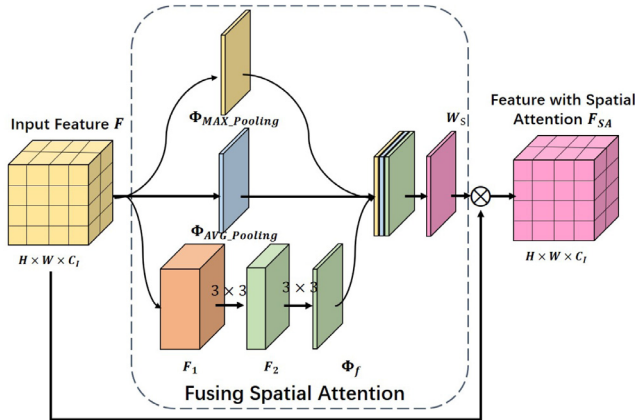 Input Feature F
H × W × C_I
Φ_MAX_Pooling
Φ_AVG_Pooling
3 × 3
3 × 3
F_1
F_2
Φ_f
Fusing Spatial Attention
W_S
Feature with Spatial
Attention F_SA
H × W × C_I